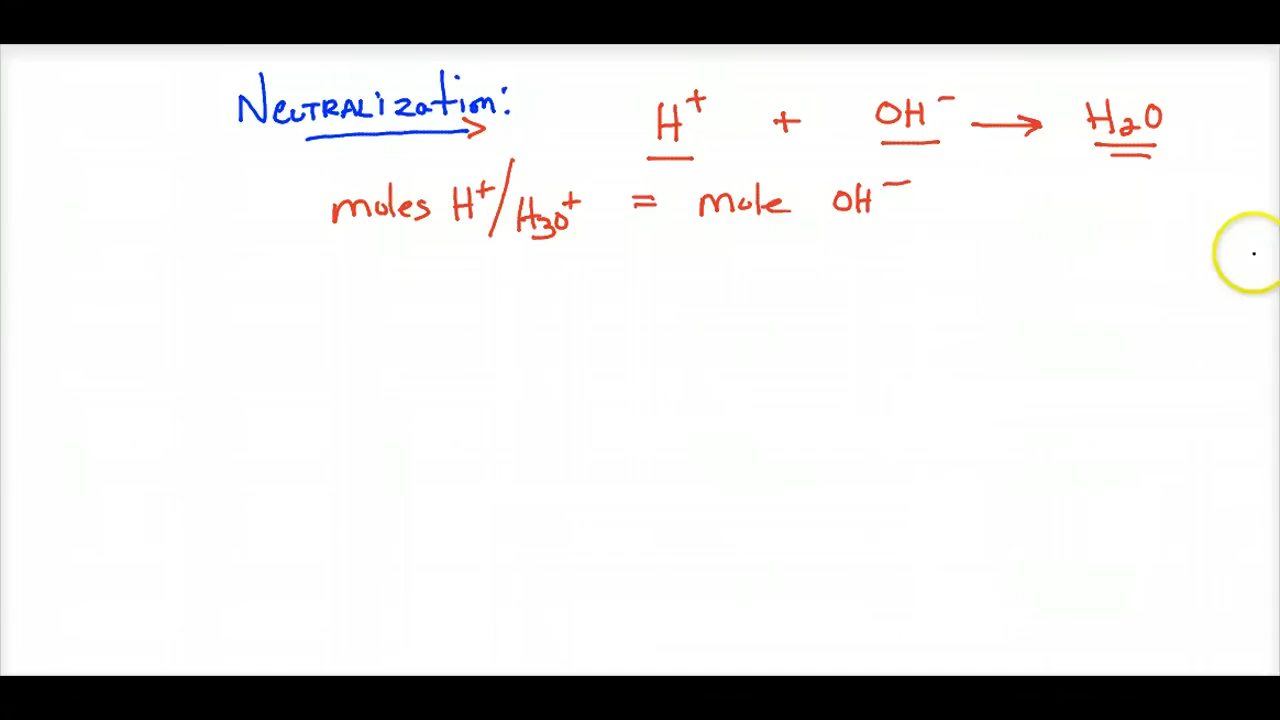 Neutralization: H⁺ + OH⁻ → H₂O
moles H⁺/H₃O⁺ = mole OH⁻